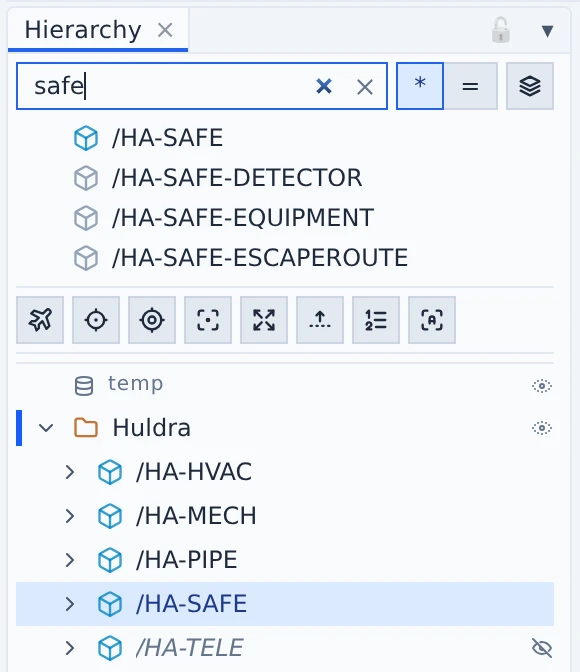 Hierarchy
safe
* =
/HA-SAFE
/HA-SAFE-DETECTOR
/HA-SAFE-EQUIPMENT
/HA-SAFE-ESCAPEROUTE
temp
Huldra
/HA-HVAC
/HA-MECH
/HA-PIPE
/HA-SAFE
/HA-TELE